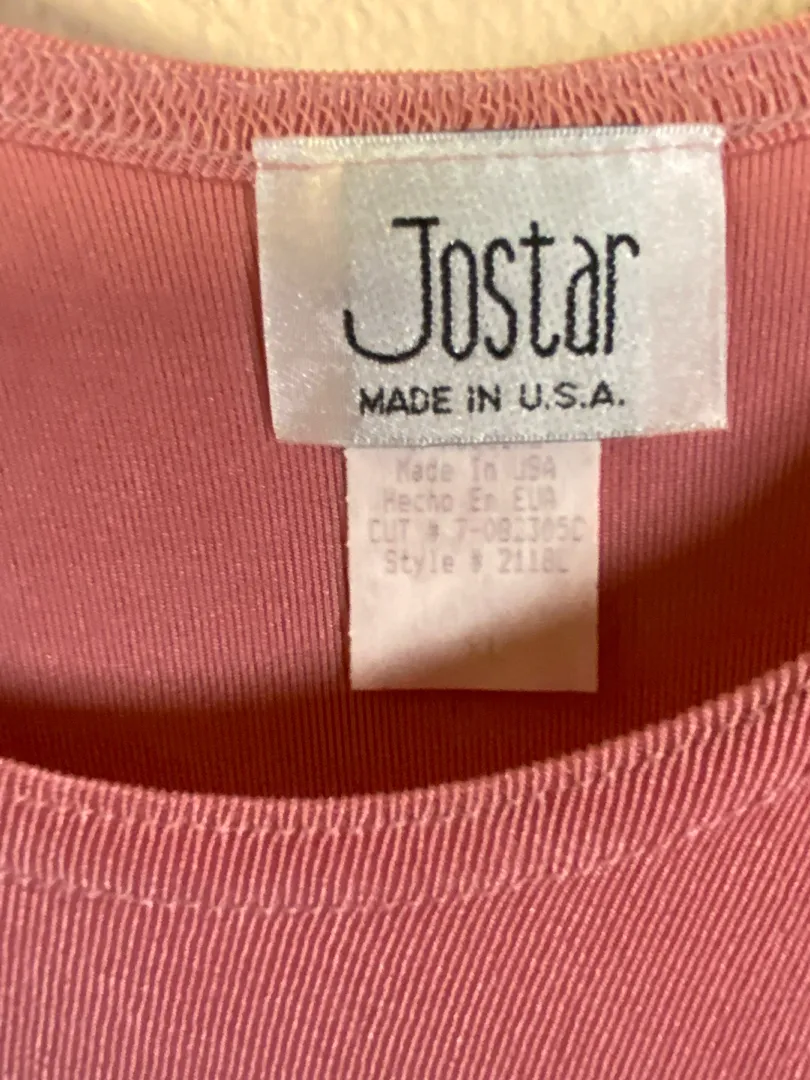 Jostar
MADE IN U.S.A.
Made In USA
Hecho En EUA
CUT # 7-082305C
Style # 2118L